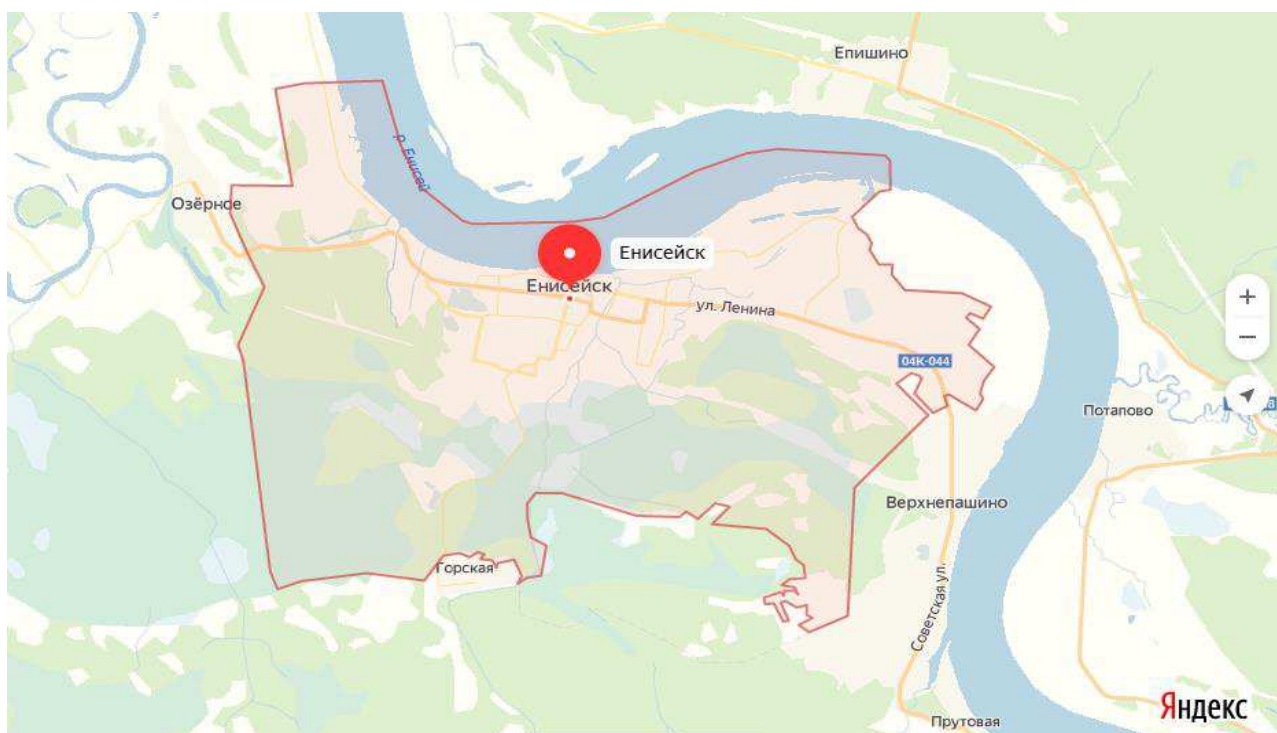 Епишино
р. Енисей
Озёрное
Енисейск
Енисейск
ул. Ленина
04К-044
Потапово
Верхнепашино
Горская
Советская ул.
Прутовая
Яндекс